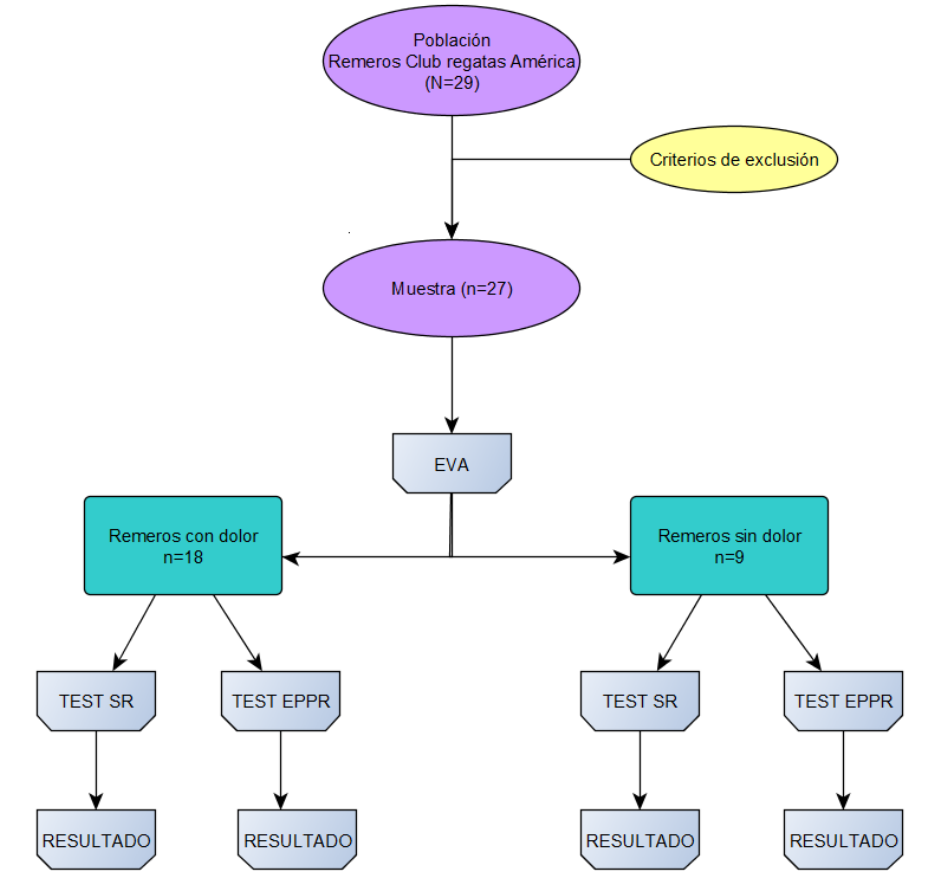 Población
Remeros Club regatas América
(N=29)
Criterios de exclusión
Muestra (n=27)
EVA
Remeros con dolor
n=18
Remeros sin dolor
n=9
TEST SR
TEST EPPR
TEST SR
TEST EPPR
RESULTADO
RESULTADO
RESULTADO
RESULTADO